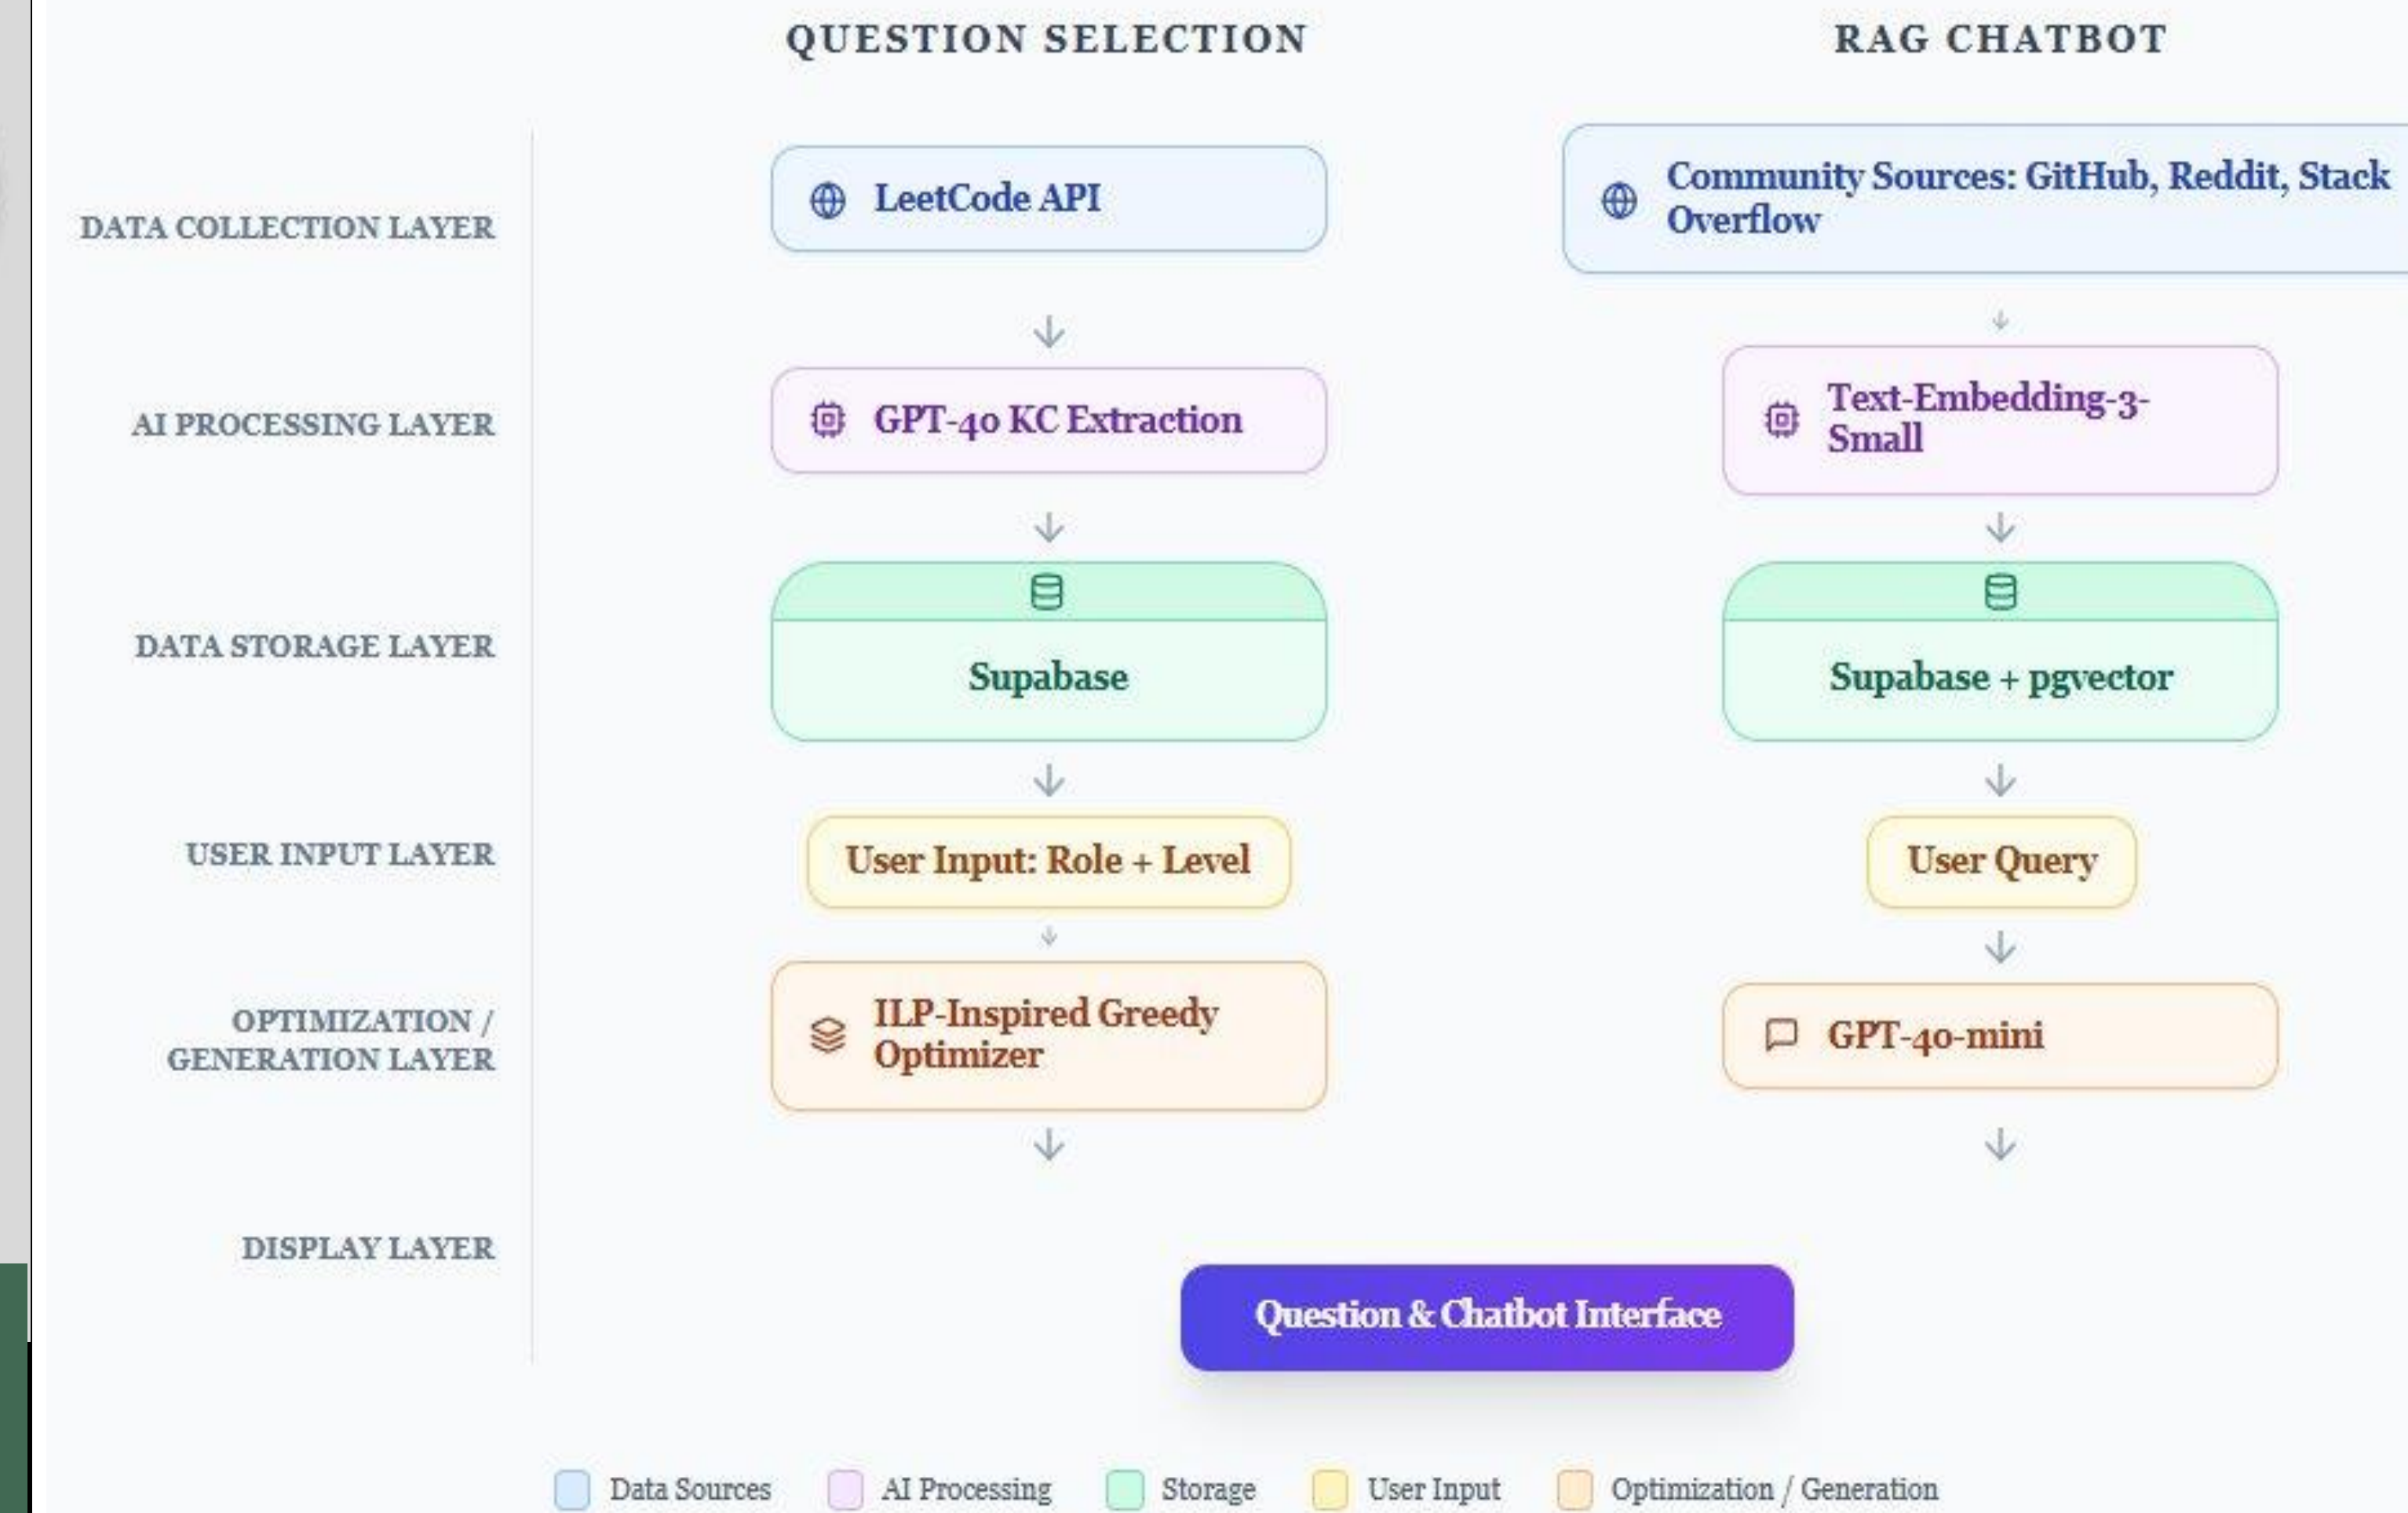 QUESTION SELECTION
RAG CHATBOT
DATA COLLECTION LAYER
LeetCode API
Community Sources: GitHub, Reddit, Stack
Overflow
AI PROCESSING LAYER
GPT-4o KC Extraction
Text-Embedding-3-
Small
DATA STORAGE LAYER
Supabase
Supabase + pgvector
USER INPUT LAYER
User Input: Role + Level
User Query
OPTIMIZATION /
GENERATION LAYER
ILP-Inspired Greedy
Optimizer
GPT-4o-mini
DISPLAY LAYER
Question & Chatbot Interface
Data Sources
AI Processing
Storage
User Input
Optimization / Generation